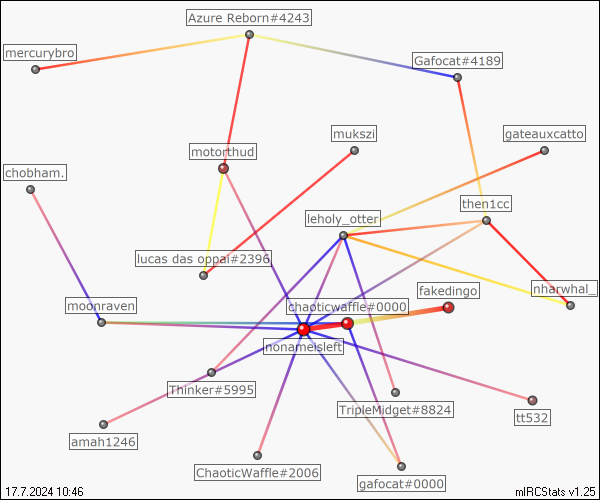 Azure Reborn#4243
mercurybro
Gafocat#4189
mukszi
gateauxcatto
motorthud
chobham.
then1cc
leholy_otter
lucas das oppai#2396
fakedingo
nharwhal_
moonraven
chaoticwaffle#0000
nonameisleft
Thinker#5995
TripleMidget#8824
tt532
amah1246
ChaoticWaffle#2006
gafocat#0000
17.7.2024 10:46
mIRCStats v1.25